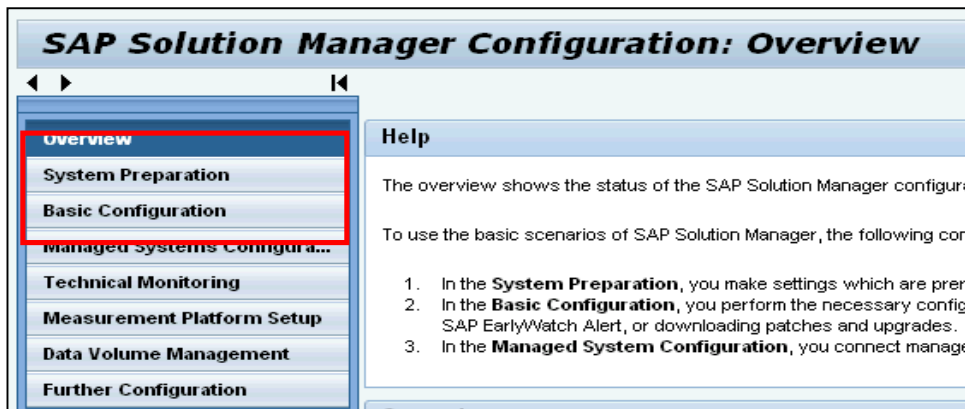 SAP Solution Manager Configuration: Overview
Overview
System Preparation
Basic Configuration
Managed Systems Configura...
Technical Monitoring
Measurement Platform Setup
Data Volume Management
Further Configuration
Help
The overview shows the status of the SAP Solution Manager
To use the basic scenarios of SAP Solution Manager, the following
1. In the System Preparation, you make settings which are
2. In the Basic Configuration, you perform the necessary
SAP EarlyWatch Alert, or downloading patches and upgrades.
3. In the Managed System Configuration, you connect